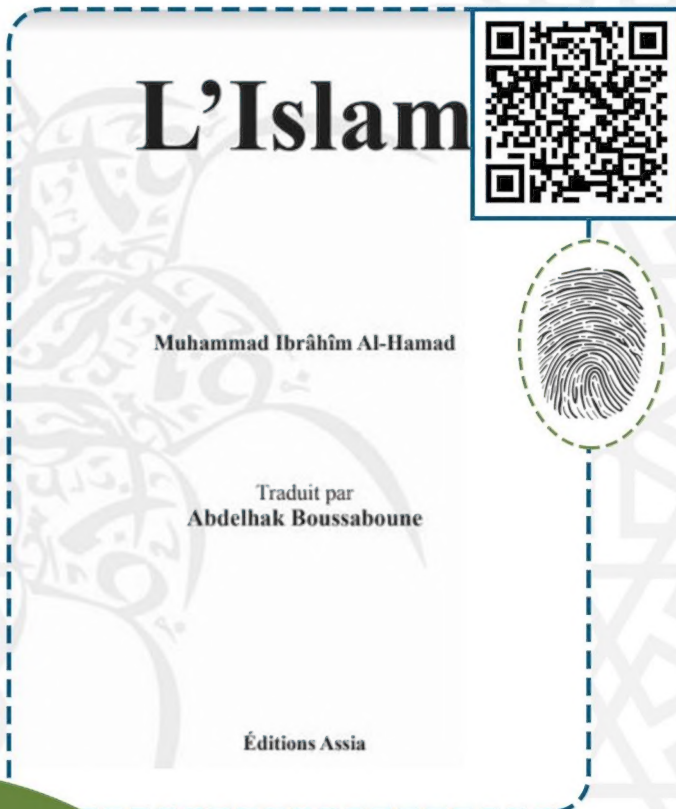 L'Islam
Muhammad Ibrâhîm Al-Hamad
Traduit par
Abdelhak Boussaboune
Éditions Assia